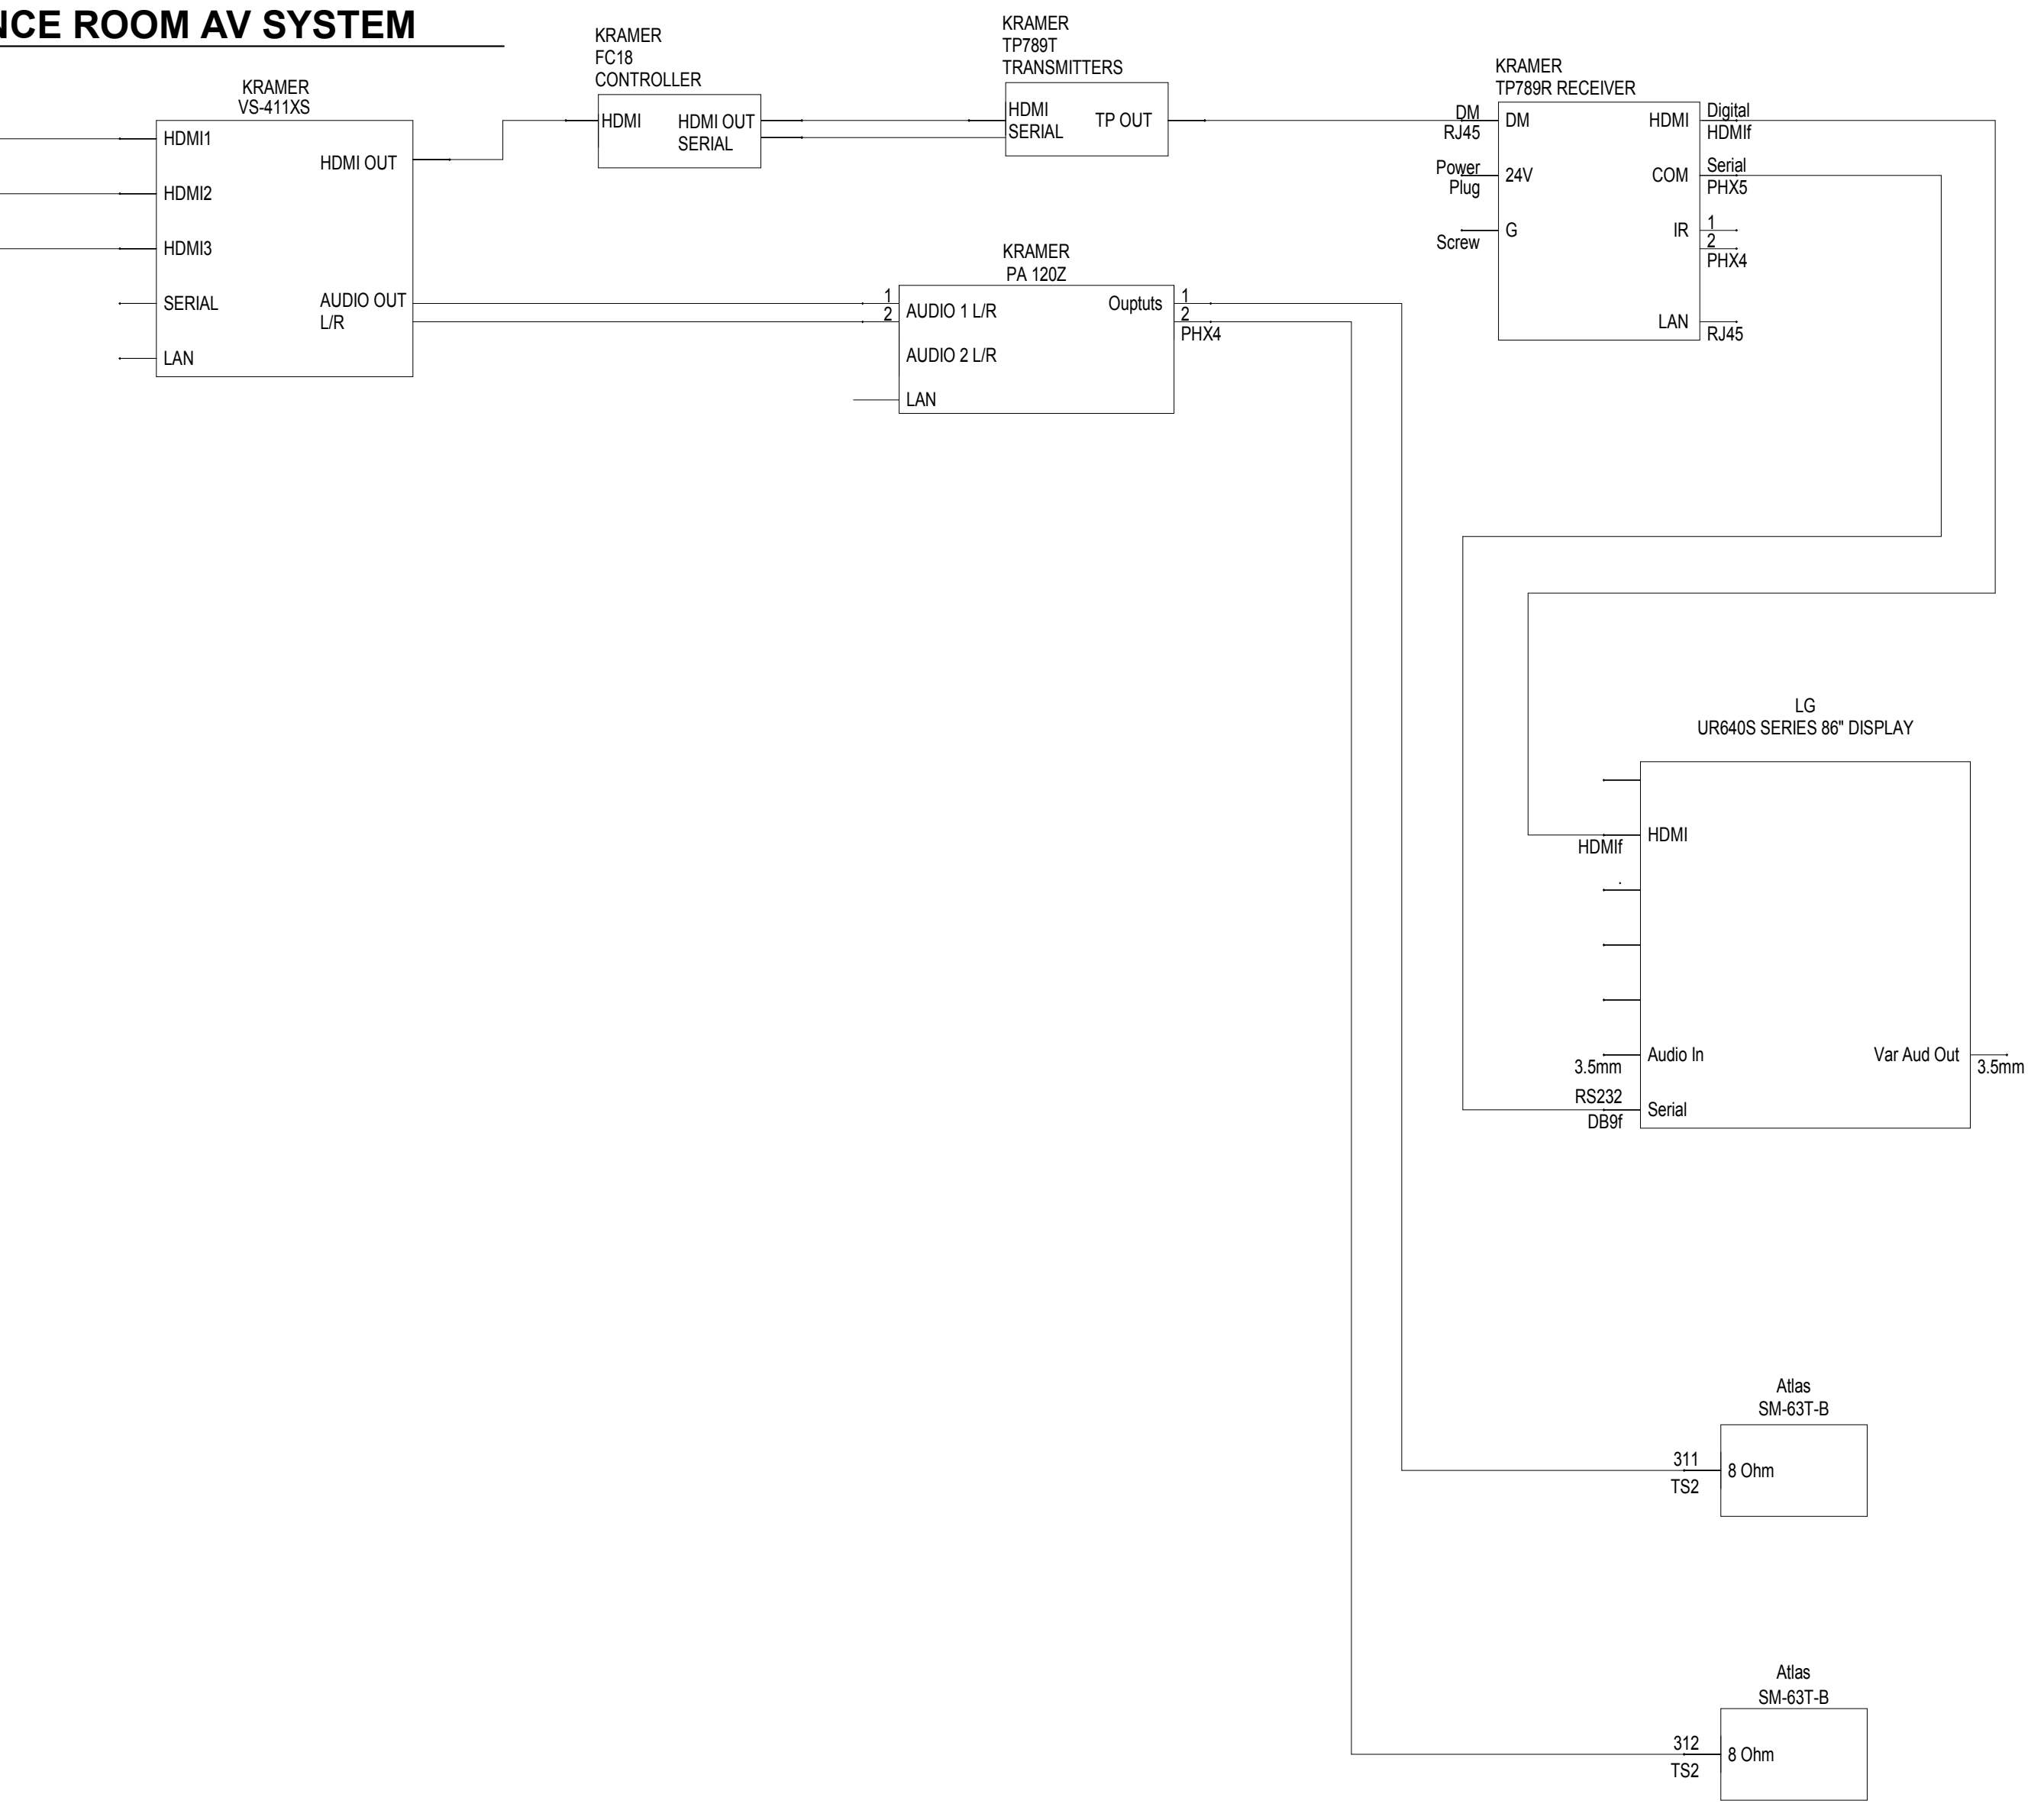 NCE ROOM AV SYSTEM
KRAMER
VS-411XS
HDMI1
HDMI2
HDMI3
SERIAL
LAN
HDMI OUT
AUDIO OUT
L/R
KRAMER
FC18
CONTROLLER
HDMI
HDMI OUT
SERIAL
KRAMER
TP789T
TRANSMITTERS
HDMI
SERIAL
TP OUT
KRAMER
TP789R RECEIVER
DM
RJ45
DM
Power
Plug
24V
Screw
G
HDMI
Digital
HDMIf
COM
Serial
PHX5
IR
1
2
PHX4
LAN
RJ45
KRAMER
PA 120Z
1
2
AUDIO 1 L/R
AUDIO 2 L/R
LAN
Ouptuts
1
2
PHX4
LG
UR640S SERIES 86" DISPLAY
HDMI
HDMIf
.
Audio In
3.5mm
Var Aud Out
3.5mm
RS232
DB9f
Serial
Atlas
SM-63T-B
311
TS2
8 Ohm
Atlas
SM-63T-B
312
TS2
8 Ohm